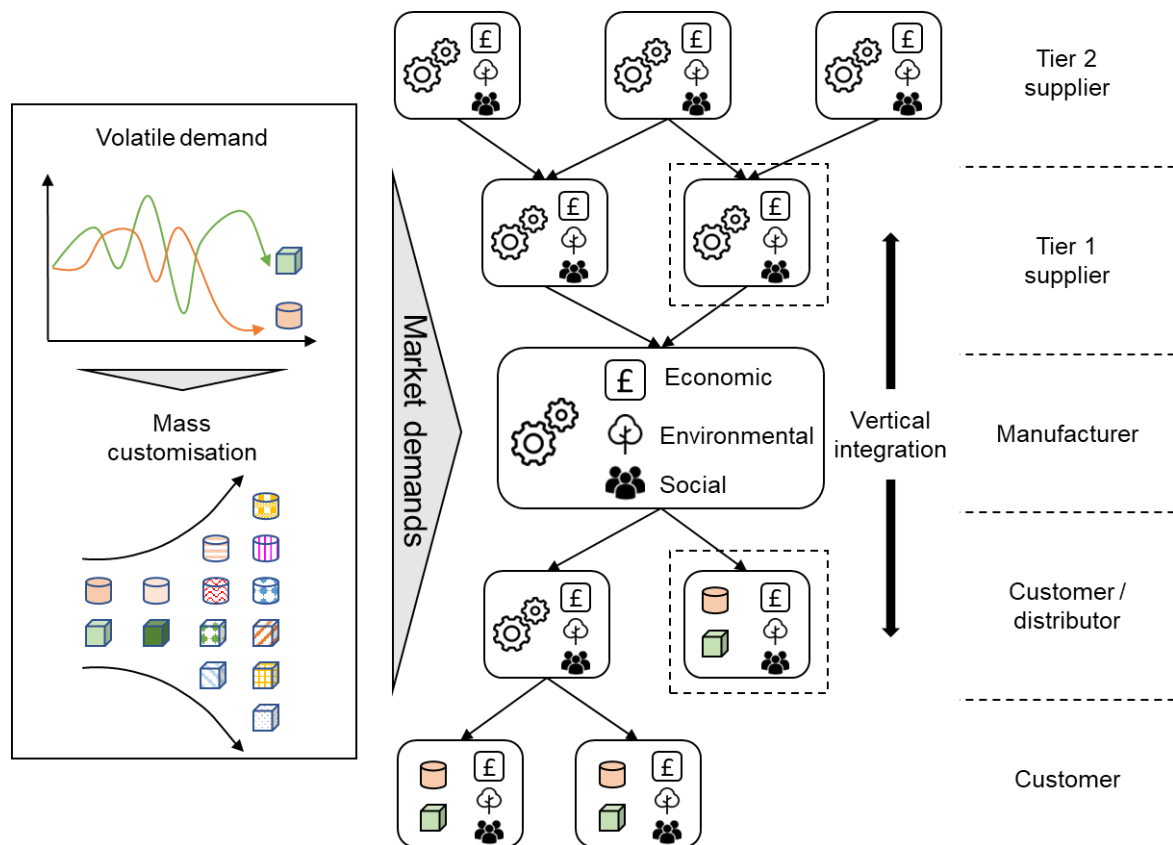 Volatile demand
Mass
customisation
Market demands
£
£
£
£
£
£ Economic
Environmental
Social
£
£
£
£
Vertical
integration
Tier 2
supplier
Tier 1
supplier
Manufacturer
Customer /
distributor
Customer